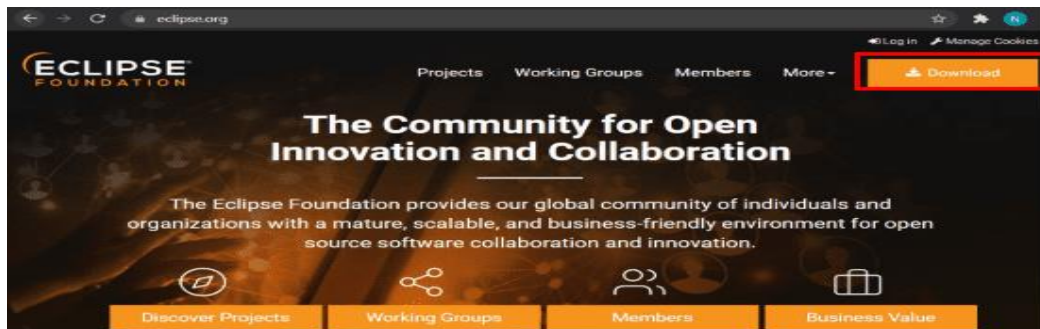 eclipse.org
N
Log in Manage Cookies
ECLIPSE
FOUNDATION
Projects Working Groups Members More Download
The Community for Open
Innovation and Collaboration
The Eclipse Foundation provides our global community of individuals and
organizations with a mature, scalable, and business-friendly environment for open
source software collaboration and innovation.
Discover Projects Working Groups Members Business Value